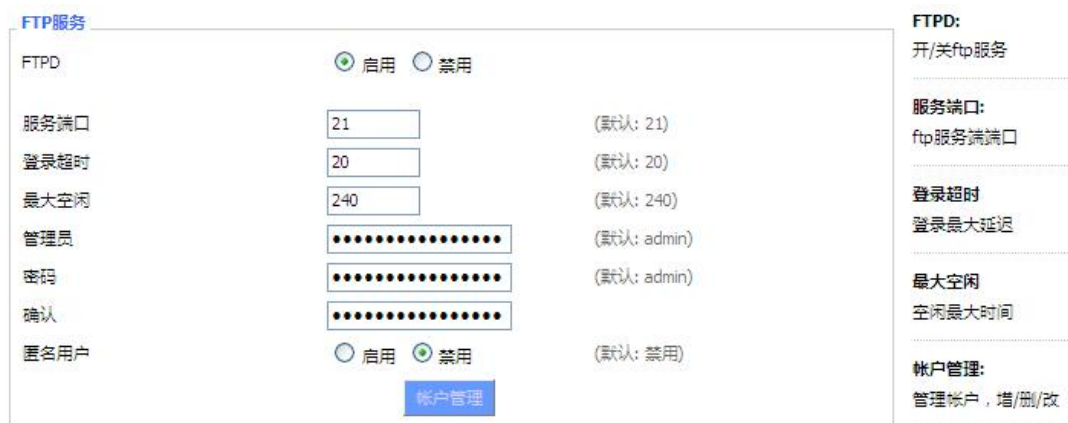 FTP服务
FTPD 启用 禁用
服务端口 21 (默认: 21)
登录超时 20 (默认: 20)
最大空闲 240 (默认: 240)
管理员 •••••••••••••••• (默认: admin)
密码 •••••••••••••••• (默认: admin)
确认 ••••••••••••••••
匿名用户 启用 禁用 (默认: 禁用)
帐户管理
FTPD:
开/关ftp服务
服务端口:
ftp服务端端口
登录超时
登录最大延迟
最大空闲
空闲最大时间
帐户管理:
管理帐户，增/删/改